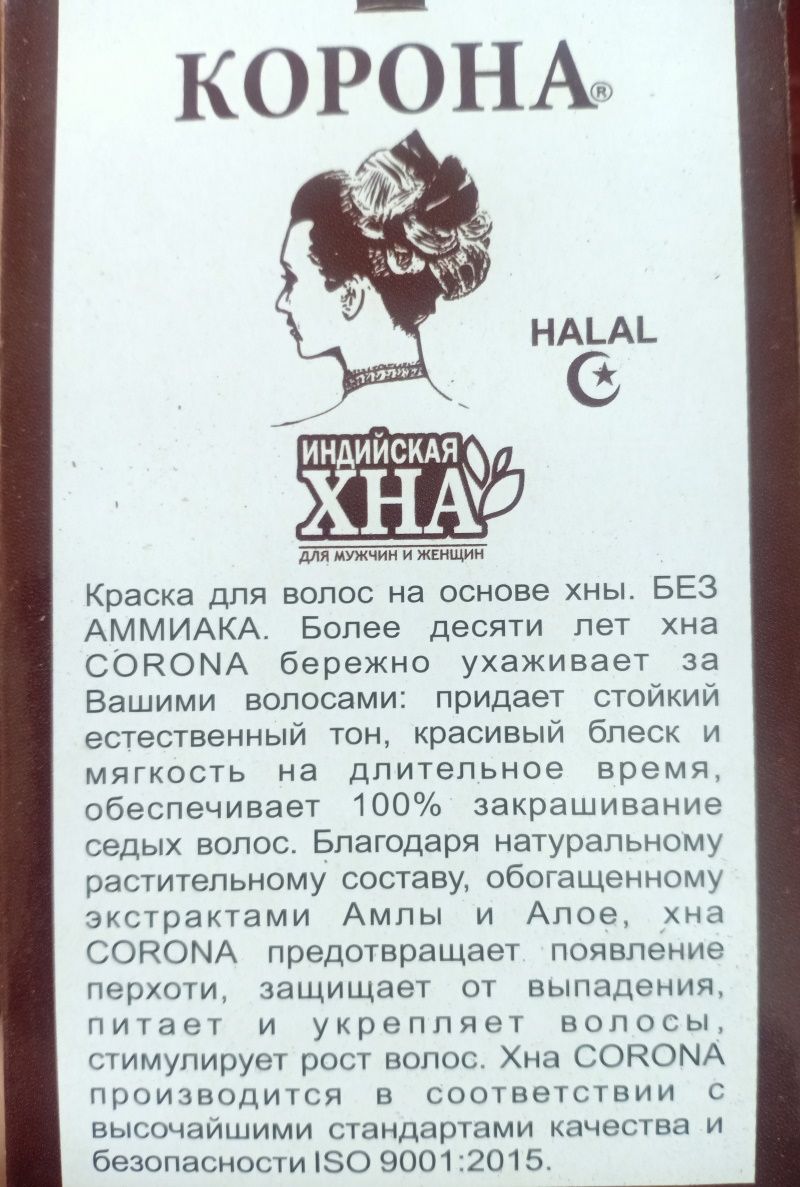 КОРОНА®
HALAL
ИНДИЙСКАЯ
ХНА
ДЛЯ МУЖЧИН И ЖЕНЩИН
Краска для волос на основе хны. БЕЗ
АММИАКА. Более десяти лет хна
CORONA бережно ухаживает за
Вашими волосами: придает стойкий
естественный тон, красивый блеск и
мягкость на длительное время,
обеспечивает 100% закрашивание
седых волос. Благодаря натуральному
растительному составу, обогащенному
экстрактами Амлы и Алое, хна
CORONA предотвращает появление
перхоти, защищает от выпадения,
питает и укрепляет волосы,
стимулирует рост волос. Хна CORONA
производится в соответствии с
высочайшими стандартами качества и
безопасности ISO 9001:2015.